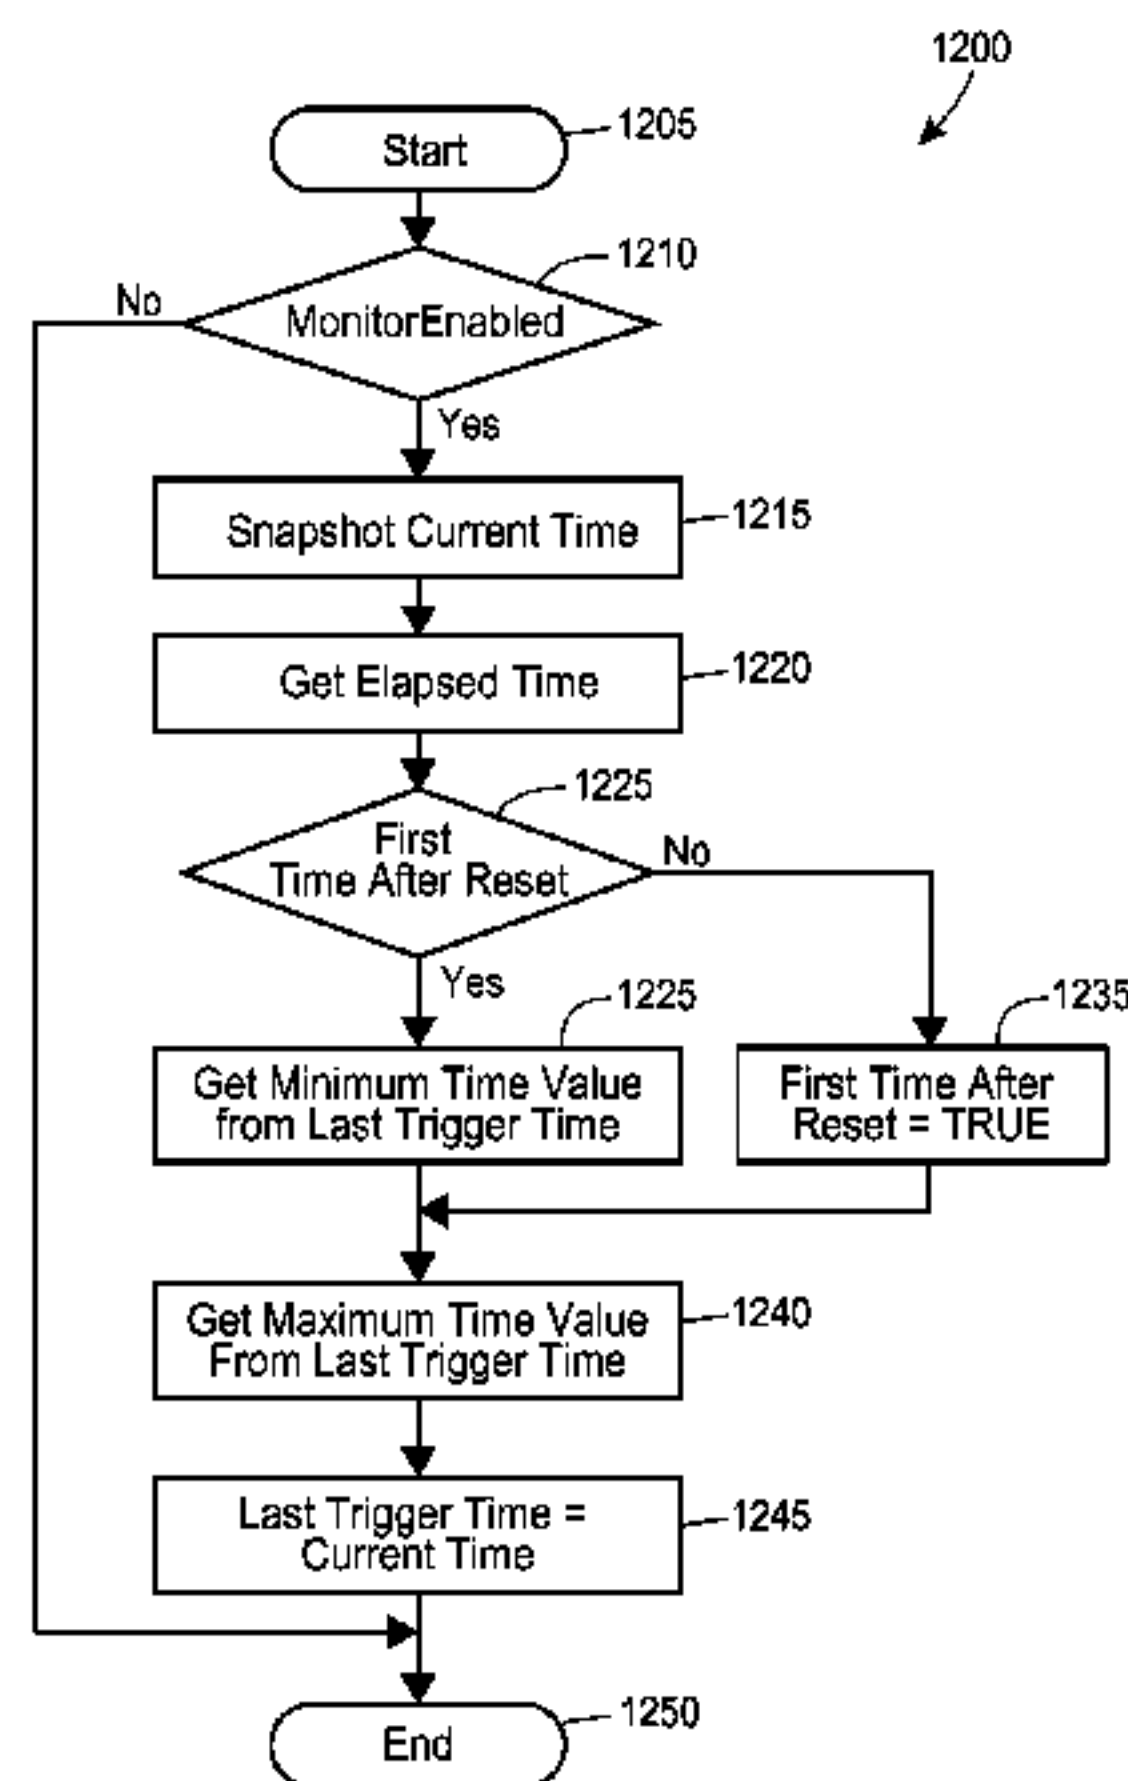 1200
Start
1205
1210
No
MonitorEnabled
Yes
Snapshot Current Time
1215
Get Elapsed Time
1220
1225
First
Time After Reset
No
Yes
1225
1235
Get Minimum Time Value
from Last Trigger Time
First Time After
Reset = TRUE
Get Maximum Time Value
From Last Trigger Time
1240
Last Trigger Time =
Current Time
1245
End
1250